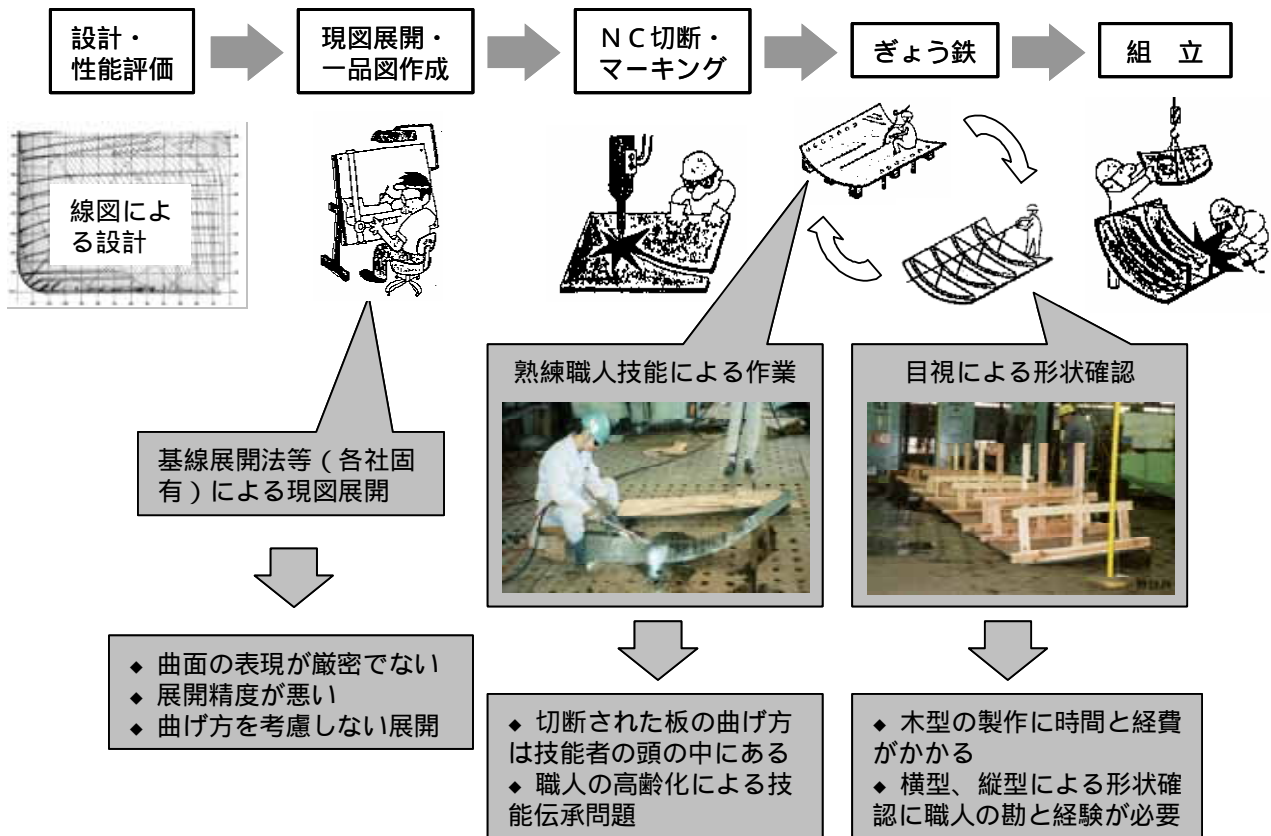 設計・
性能評価
現図展開・
一品図作成
ＮＣ切断・
マーキング
ぎょう鉄
組　立
線図によ
る設計
熟練職人技能による作業
目視による形状確認
基線展開法等（各社固
有）による現図展開
◆ 曲面の表現が厳密でない
◆ 展開精度が悪い
◆ 曲げ方を考慮しない展開
◆ 切断された板の曲げ方
は技能者の頭の中にある
◆ 職人の高齢化による技
能伝承問題
◆ 木型の製作に時間と経費
がかかる
◆ 横型、縦型による形状確
認に職人の勘と経験が必要